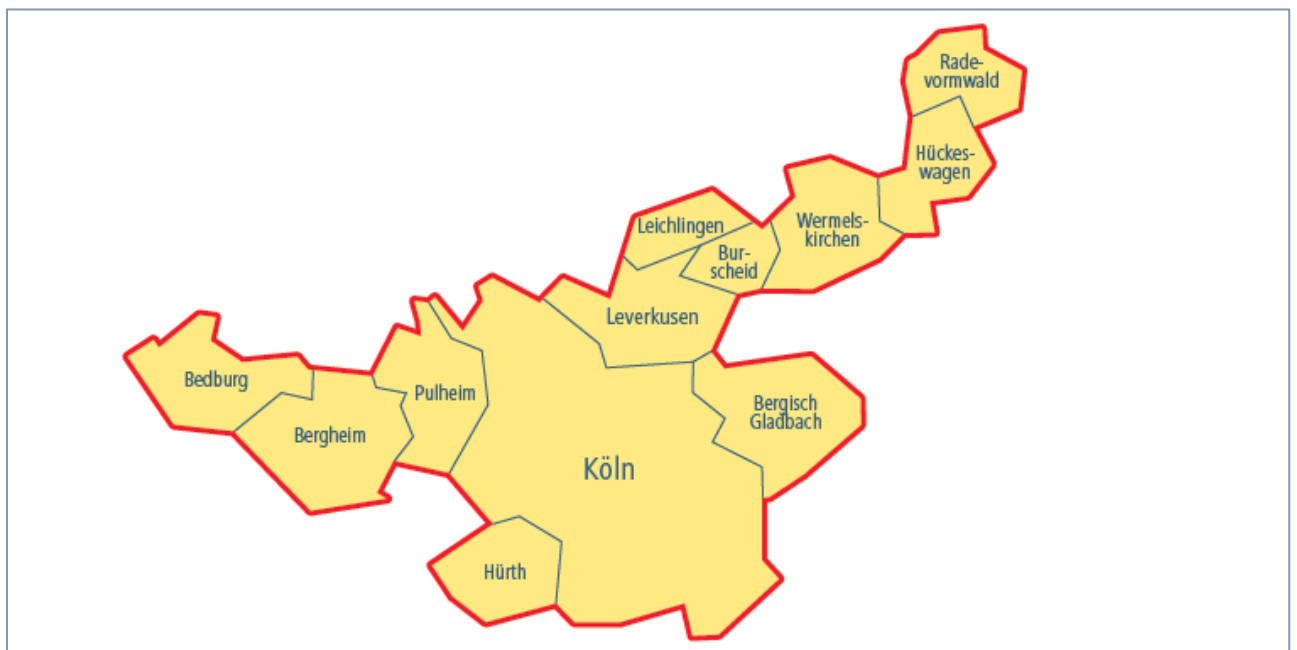 Rade-
vormwald
Hückes-
wagen
Wermels-
kirchen
Leichlingen
Bur-
scheid
Leverkusen
Bedburg
Pulheim
Bergheim
Bergisch
Gladbach
Köln
Hürth